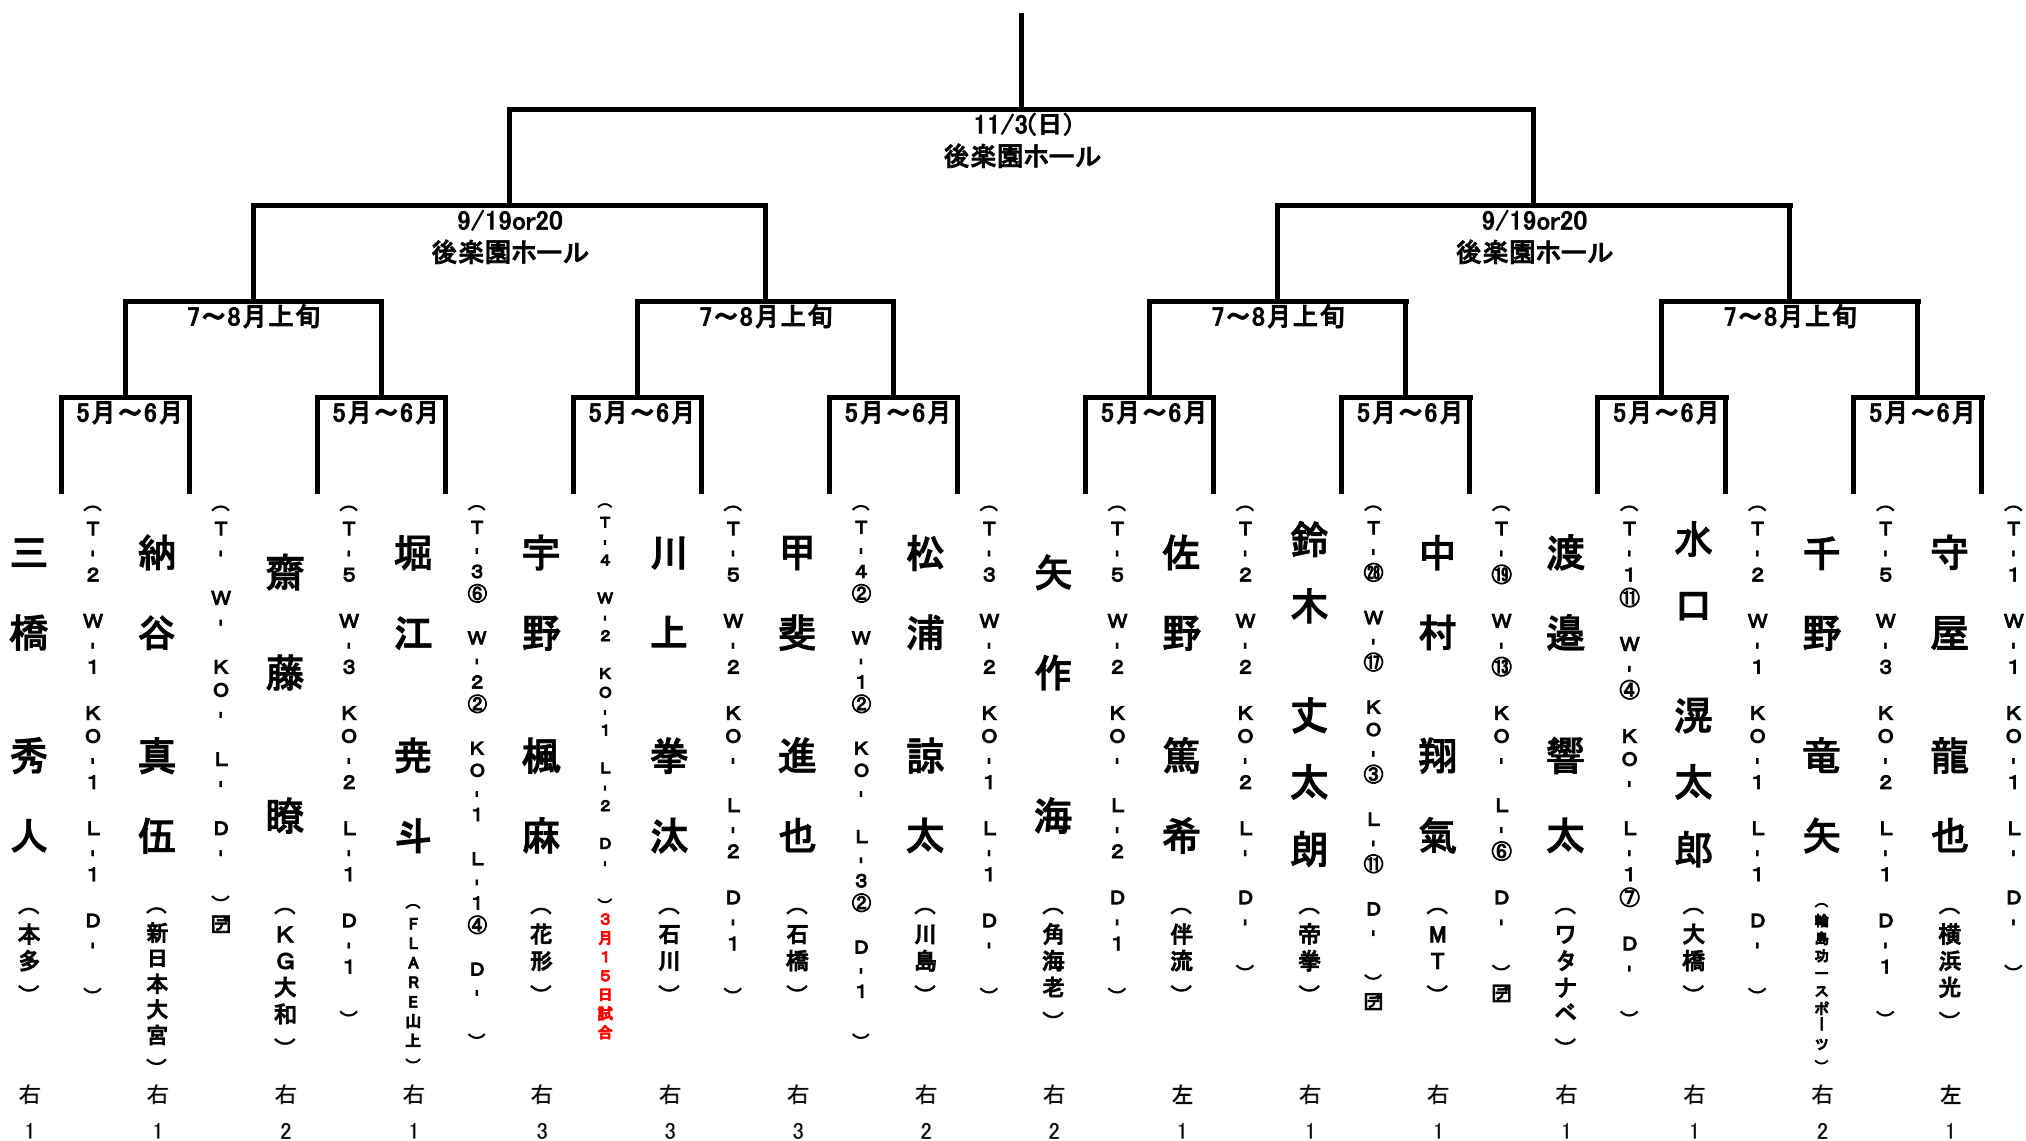 11/3(日)
後楽園ホール
9/19or20
後楽園ホール
9/19or20
後楽園ホール
7～8月上旬
7～8月上旬
7～8月上旬
7～8月上旬
5月～6月
5月～6月
5月～6月
5月～6月
5月～6月
5月～6月
5月～6月
5月～6月
三橋 秀人（本多）
（T-2 W-1 KO-1 L-1 D- ）
納谷 真伍（新日本大宮）
（T- W- KO- L- D- ）デ
齋藤 暸（KG大和）
（T-5 W-3 KO-2 L-1 D-1 ）
堀江 尭斗（FLARE山上）
（T-3⑥ W-2② KO-1 L-1④ D- ）
宇野 楓麻（花形）
（T-4 W-2 KO-1 L-2 D- ）3月15日試合
川上 拳汰（石川）
（T-5 W-2 KO- L-2 D-1 ）
甲斐 進也（石橋）
（T-4② W-1② KO- L-3② D-1 ）
松浦 諒太（川島）
（T-3 W-2 KO-1 L-1 D- ）
矢作 海（角海老）
（T-5 W-2 KO- L-2 D-1 ）
佐野 篤希（伴流）
（T-2 W-2 KO-2 L- D- ）
鈴木 丈太朗（帝拳）
（T-㉘ W-⑰ KO-③ L-⑪ D- ）デ
中村 翔氣（MT）
（T-⑲ W-⑬ KO- L-⑥ D- ）デ
渡邉 響太（ワタナベ）
（T-1⑪ W-④ KO- L-1⑦ D- ）
水口 滉太郎（大橋）
（T-2 W-1 KO-1 L-1 D- ）
千野 竜矢（輪島功一スポーツ）
（T-5 W-3 KO-2 L-1 D-1 ）
守屋 龍也（横浜光）
（T-1 W-1 KO-1 L- D- ）
右 右 右 右 右 右 右 右 右 左 右 右 右 右 右 左
1 1 2 1 3 3 3 2 2 1 1 1 1 1 2 1